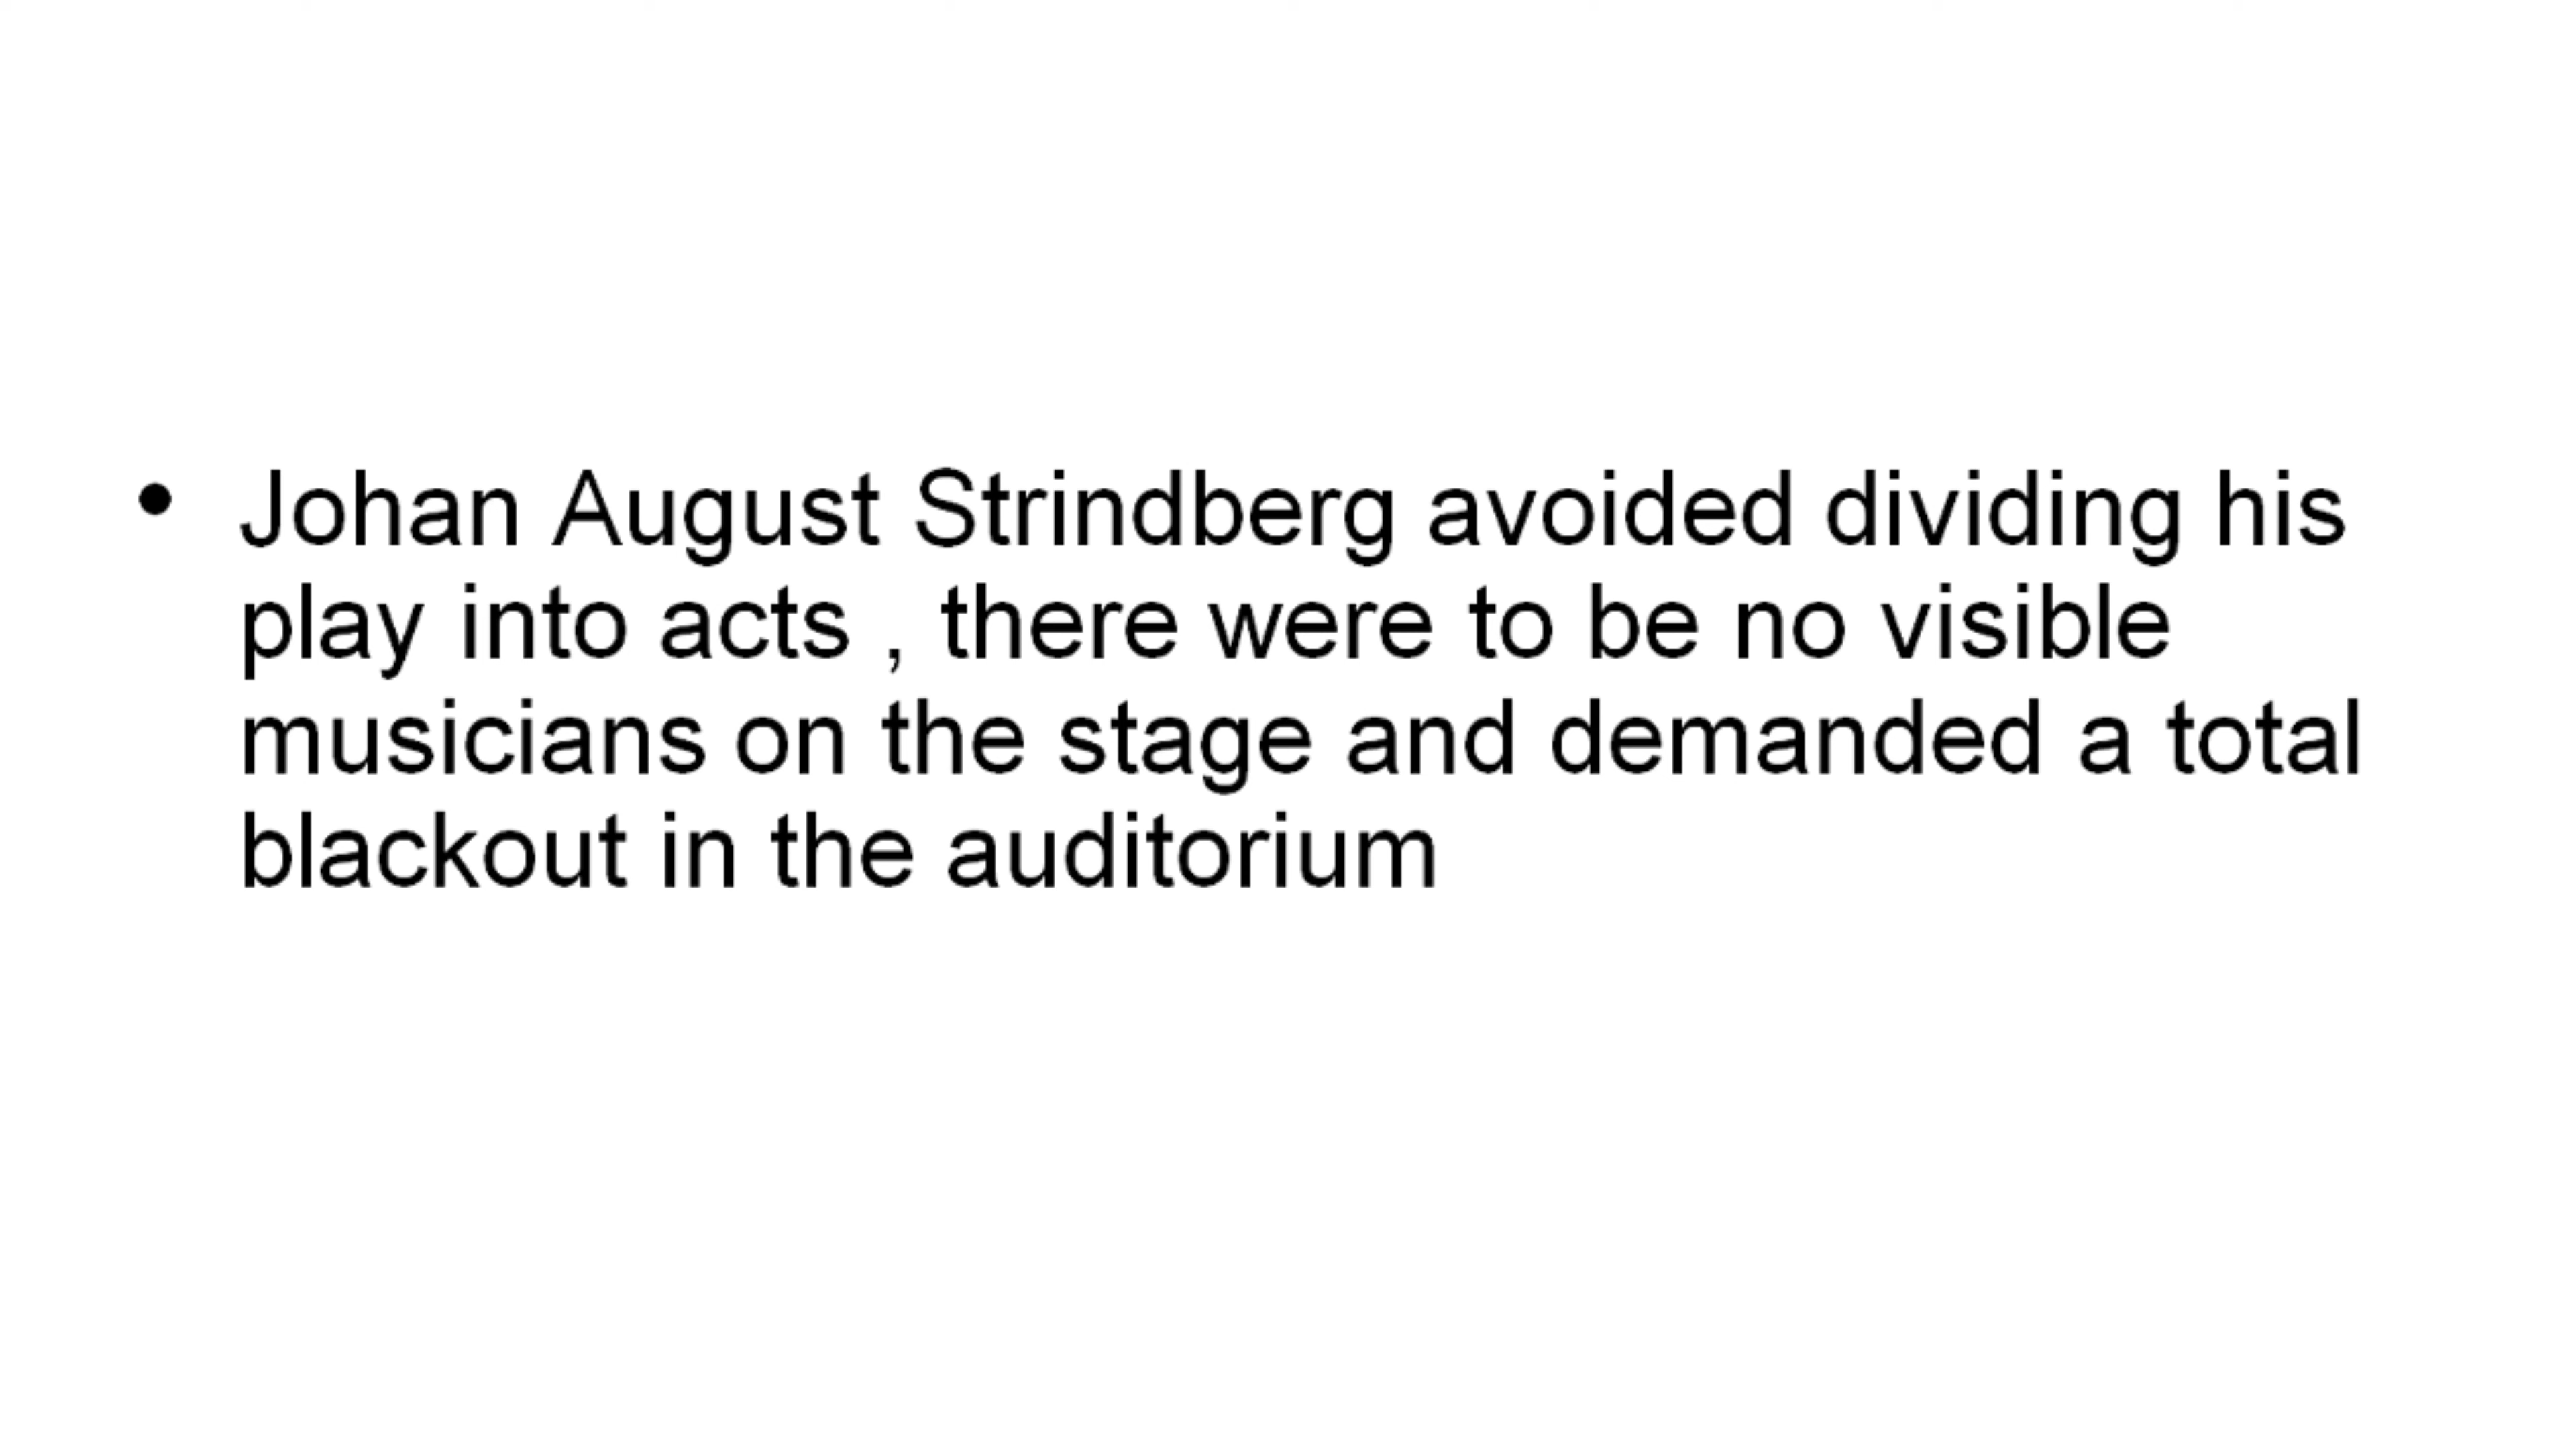 • Johan August Strindberg avoided dividing his
play into acts , there were to be no visible
musicians on the stage and demanded a total
blackout in the auditorium